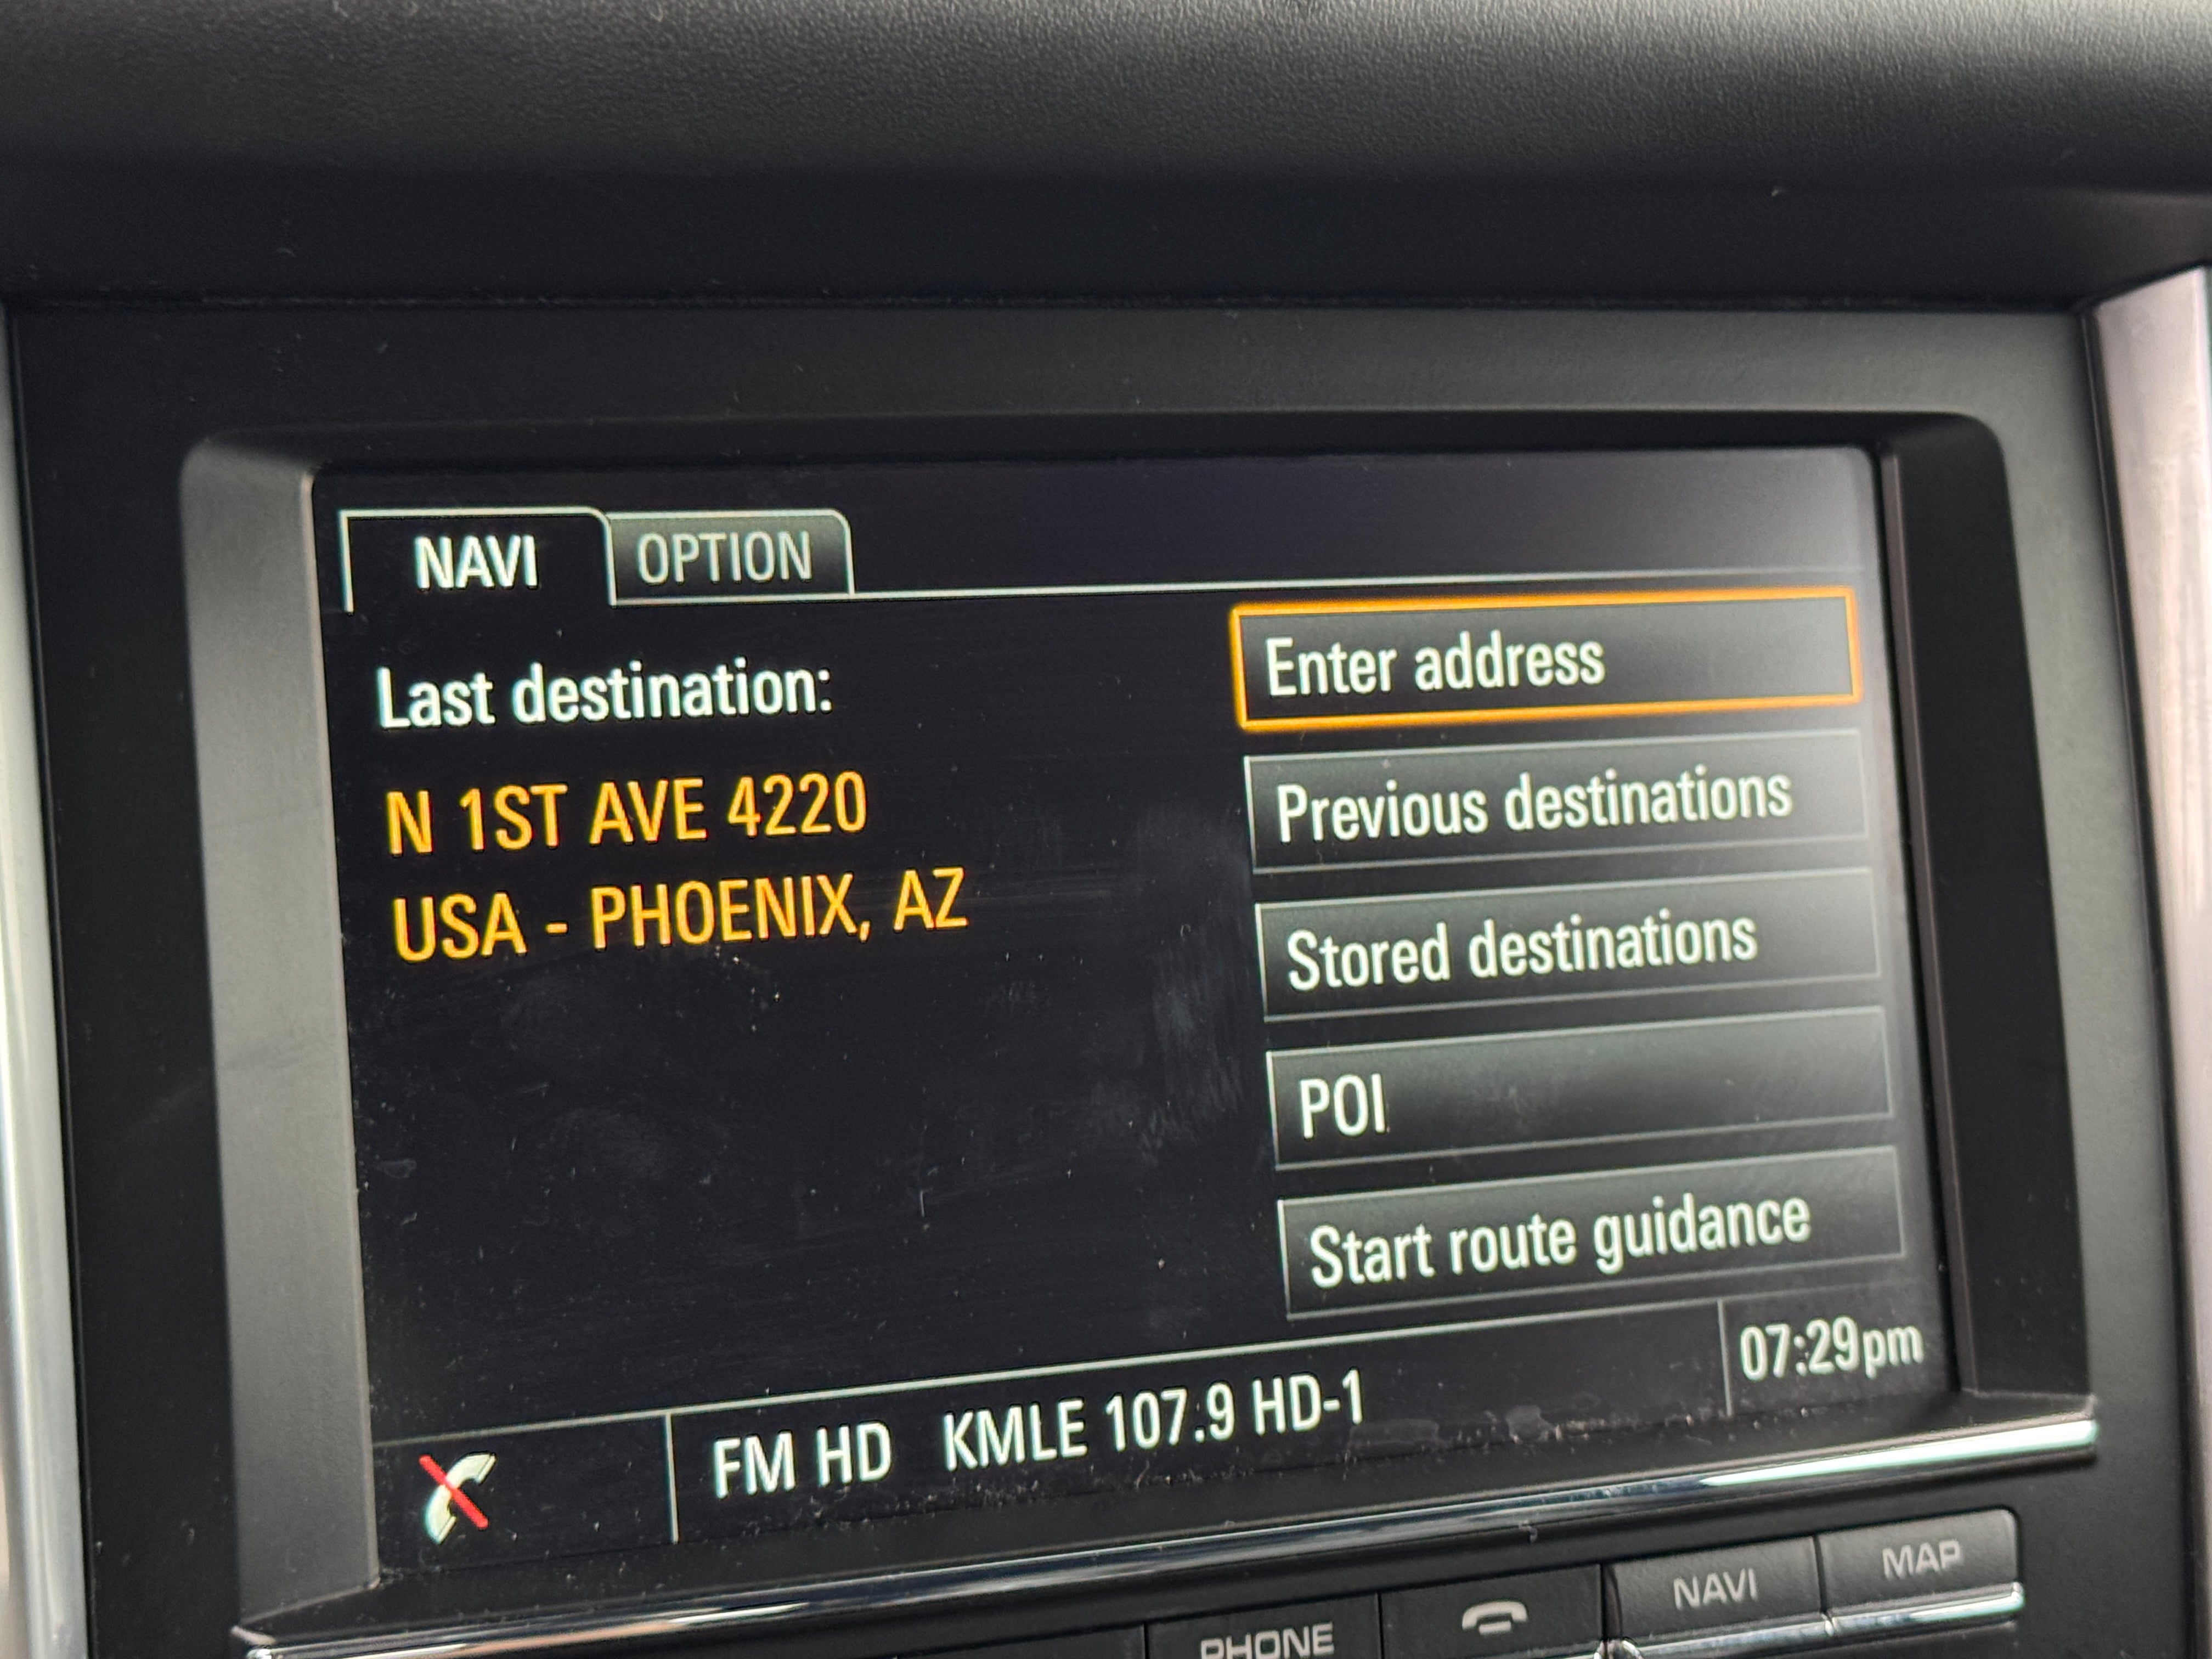 NAVI OPTION
Last destination:
N 1ST AVE 4220
USA - PHOENIX, AZ
Enter address
Previous destinations
Stored destinations
POI
Start route guidance
FM HD KMLE 107.9 HD-1
07:29pm
PHONE NAVI MAP